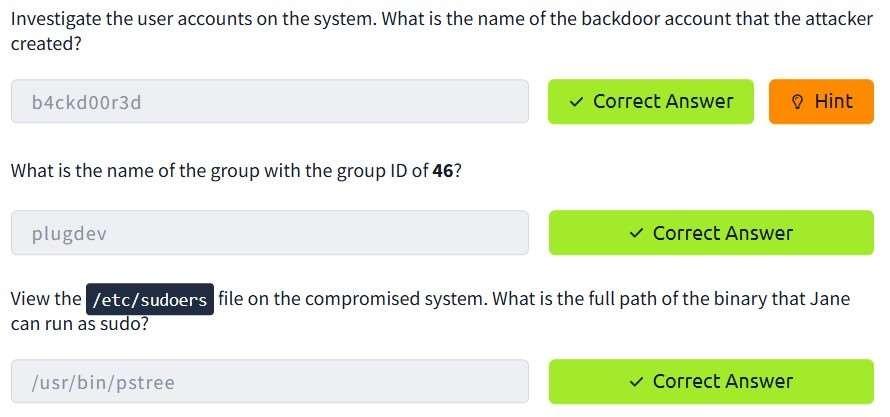 Investigate the user accounts on the system. What is the name of the backdoor account that the attacker
created?
b4ckd00r3d
Correct Answer
Hint
What is the name of the group with the group ID of 46?
plugdev
Correct Answer
View the /etc/sudoers file on the compromised system. What is the full path of the binary that Jane
can run as sudo?
/usr/bin/pstree
Correct Answer